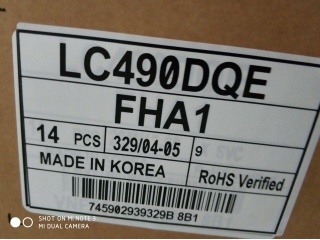 LC490DQE
FHA1
14 PCS 329/04-05 9
MADE IN KOREA RoHS Verified
745902939329B 8B1
SHOT ON MI NOTE 3
MI DUAL CAMERA